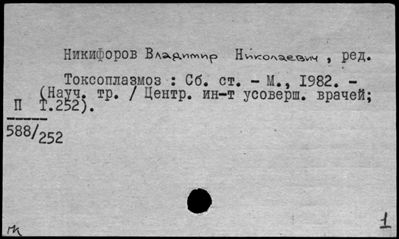 Никифоров Владимир Николаевич, ред.
Токсоплазмоз : Сб. ст. - М., 1982. -
(Науч. тр. / Центр. ин-т усоверш. врачей;
П Т.252).
588/252
1